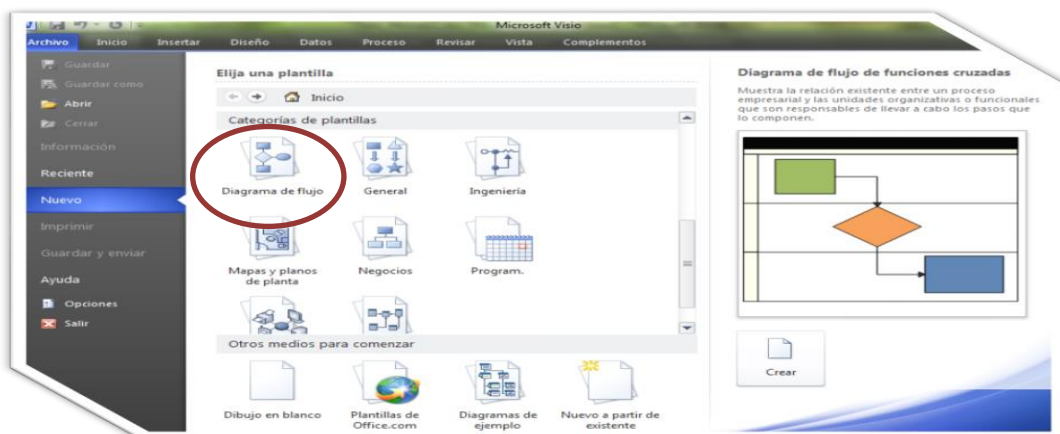 Microsoft Visio
Archivo Inicio Insertar Diseño Datos Proceso Revisar Vista Complementos
Guardar
Guardar como
Abrir
Cerrar
Información
Reciente
Nuevo
Imprimir
Guardar y enviar
Ayuda
Opciones
Salir
Elija una plantilla
Inicio
Categorías de plantillas
Diagrama de flujo
General
Ingeniería
Mapas y planos
de planta
Negocios
Program.
Otros medios para comenzar
Dibujo en blanco
Plantillas de
Office.com
Diagramas de
ejemplo
Nuevo a partir de
existente
Diagrama de flujo de funciones cruzadas
Muestra la relación existente entre un proceso
empresarial y las unidades organizativas o funcionales
que son responsables de llevar a cabo los pasos que
lo componen.
Crear